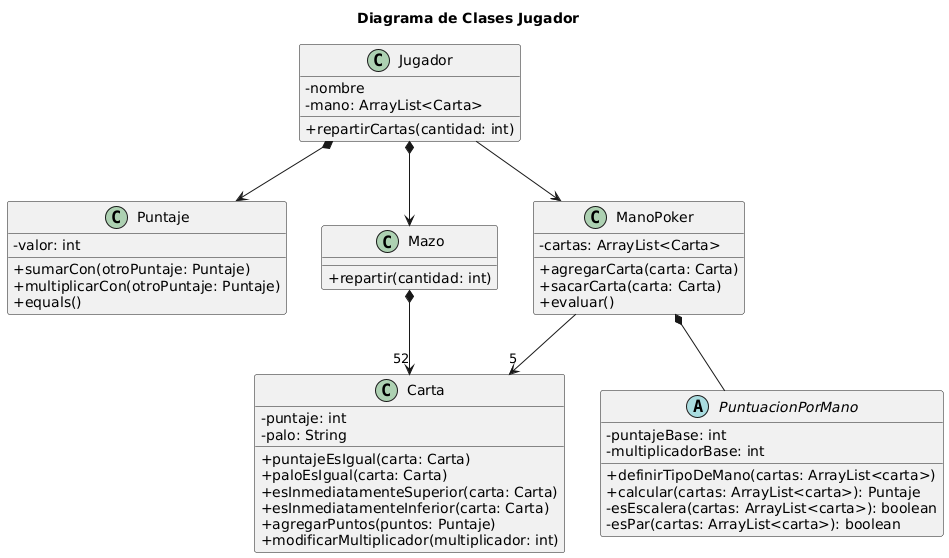 Diagrama de Clases Jugador
C Jugador
-nombre
-mano: ArrayList<Carta>
+repartirCartas(cantidad: int)
C Puntaje
-valor: int
+sumarCon(otroPuntaje: Puntaje)
+multiplicarCon(otroPuntaje: Puntaje)
+equals()
C Mazo
+repartir(cantidad: int)
C ManoPoker
-cartas: ArrayList<Carta>
+agregarCarta(carta: Carta)
+sacarCarta(carta: Carta)
+evaluar()
52
5
C Carta
-puntaje: int
-palo: String
+puntajeEsIgual(carta: Carta)
+paloEsIgual(carta: Carta)
+esInmediatamenteSuperior(carta: Carta)
+esInmediatamenteInferior(carta: Carta)
+agregarPuntos(puntos: Puntaje)
+modificarMultiplicador(multiplicador: int)
A PuntuacionPorMano
-puntajeBase: int
-multiplicadorBase: int
+definirTipoDeMano(cartas: ArrayList<carta>)
+calcular(cartas: ArrayList<carta>): Puntaje
-esEscalera(cartas: ArrayList<carta>): boolean
-esPar(cartas: ArrayList<carta>): boolean